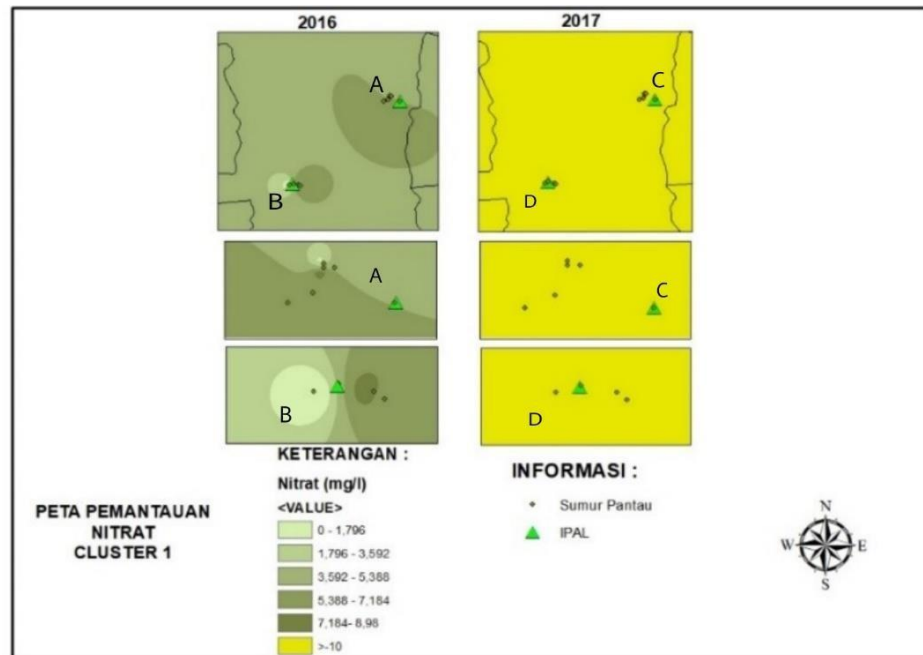 2016
2017
A
B
C
D
A
C
B
D
KETERANGAN :
Nitrat (mg/l)
<VALUE>
0 - 1,796
1,796 - 3,592
3,592 - 5,388
5,388 - 7,184
7,184- 8,98
>-10
INFORMASI :
Sumur Pantau
IPAL
PETA PEMANTAUAN
NITRAT
CLUSTER 1
N
W
E
S